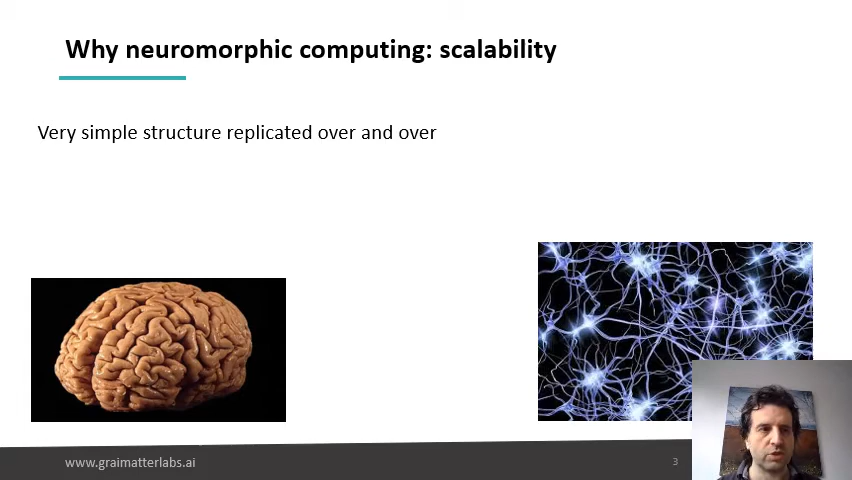 Why neuromorphic computing: scalability
Very simple structure replicated over and over
www.graimatterlabs.ai
3